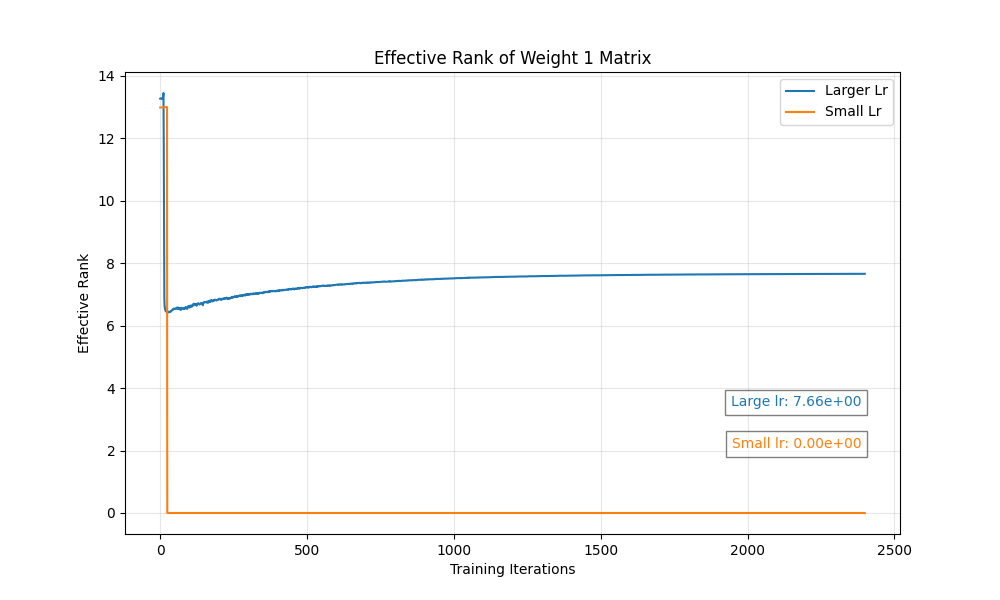 Effective Rank of Weight 1 Matrix
Larger Lr
Small Lr
Effective Rank
14
12
10
8
6
4
2
0
Large lr: 7.66e+00
Small lr: 0.00e+00
0
500
1000
1500
2000
2500
Training Iterations